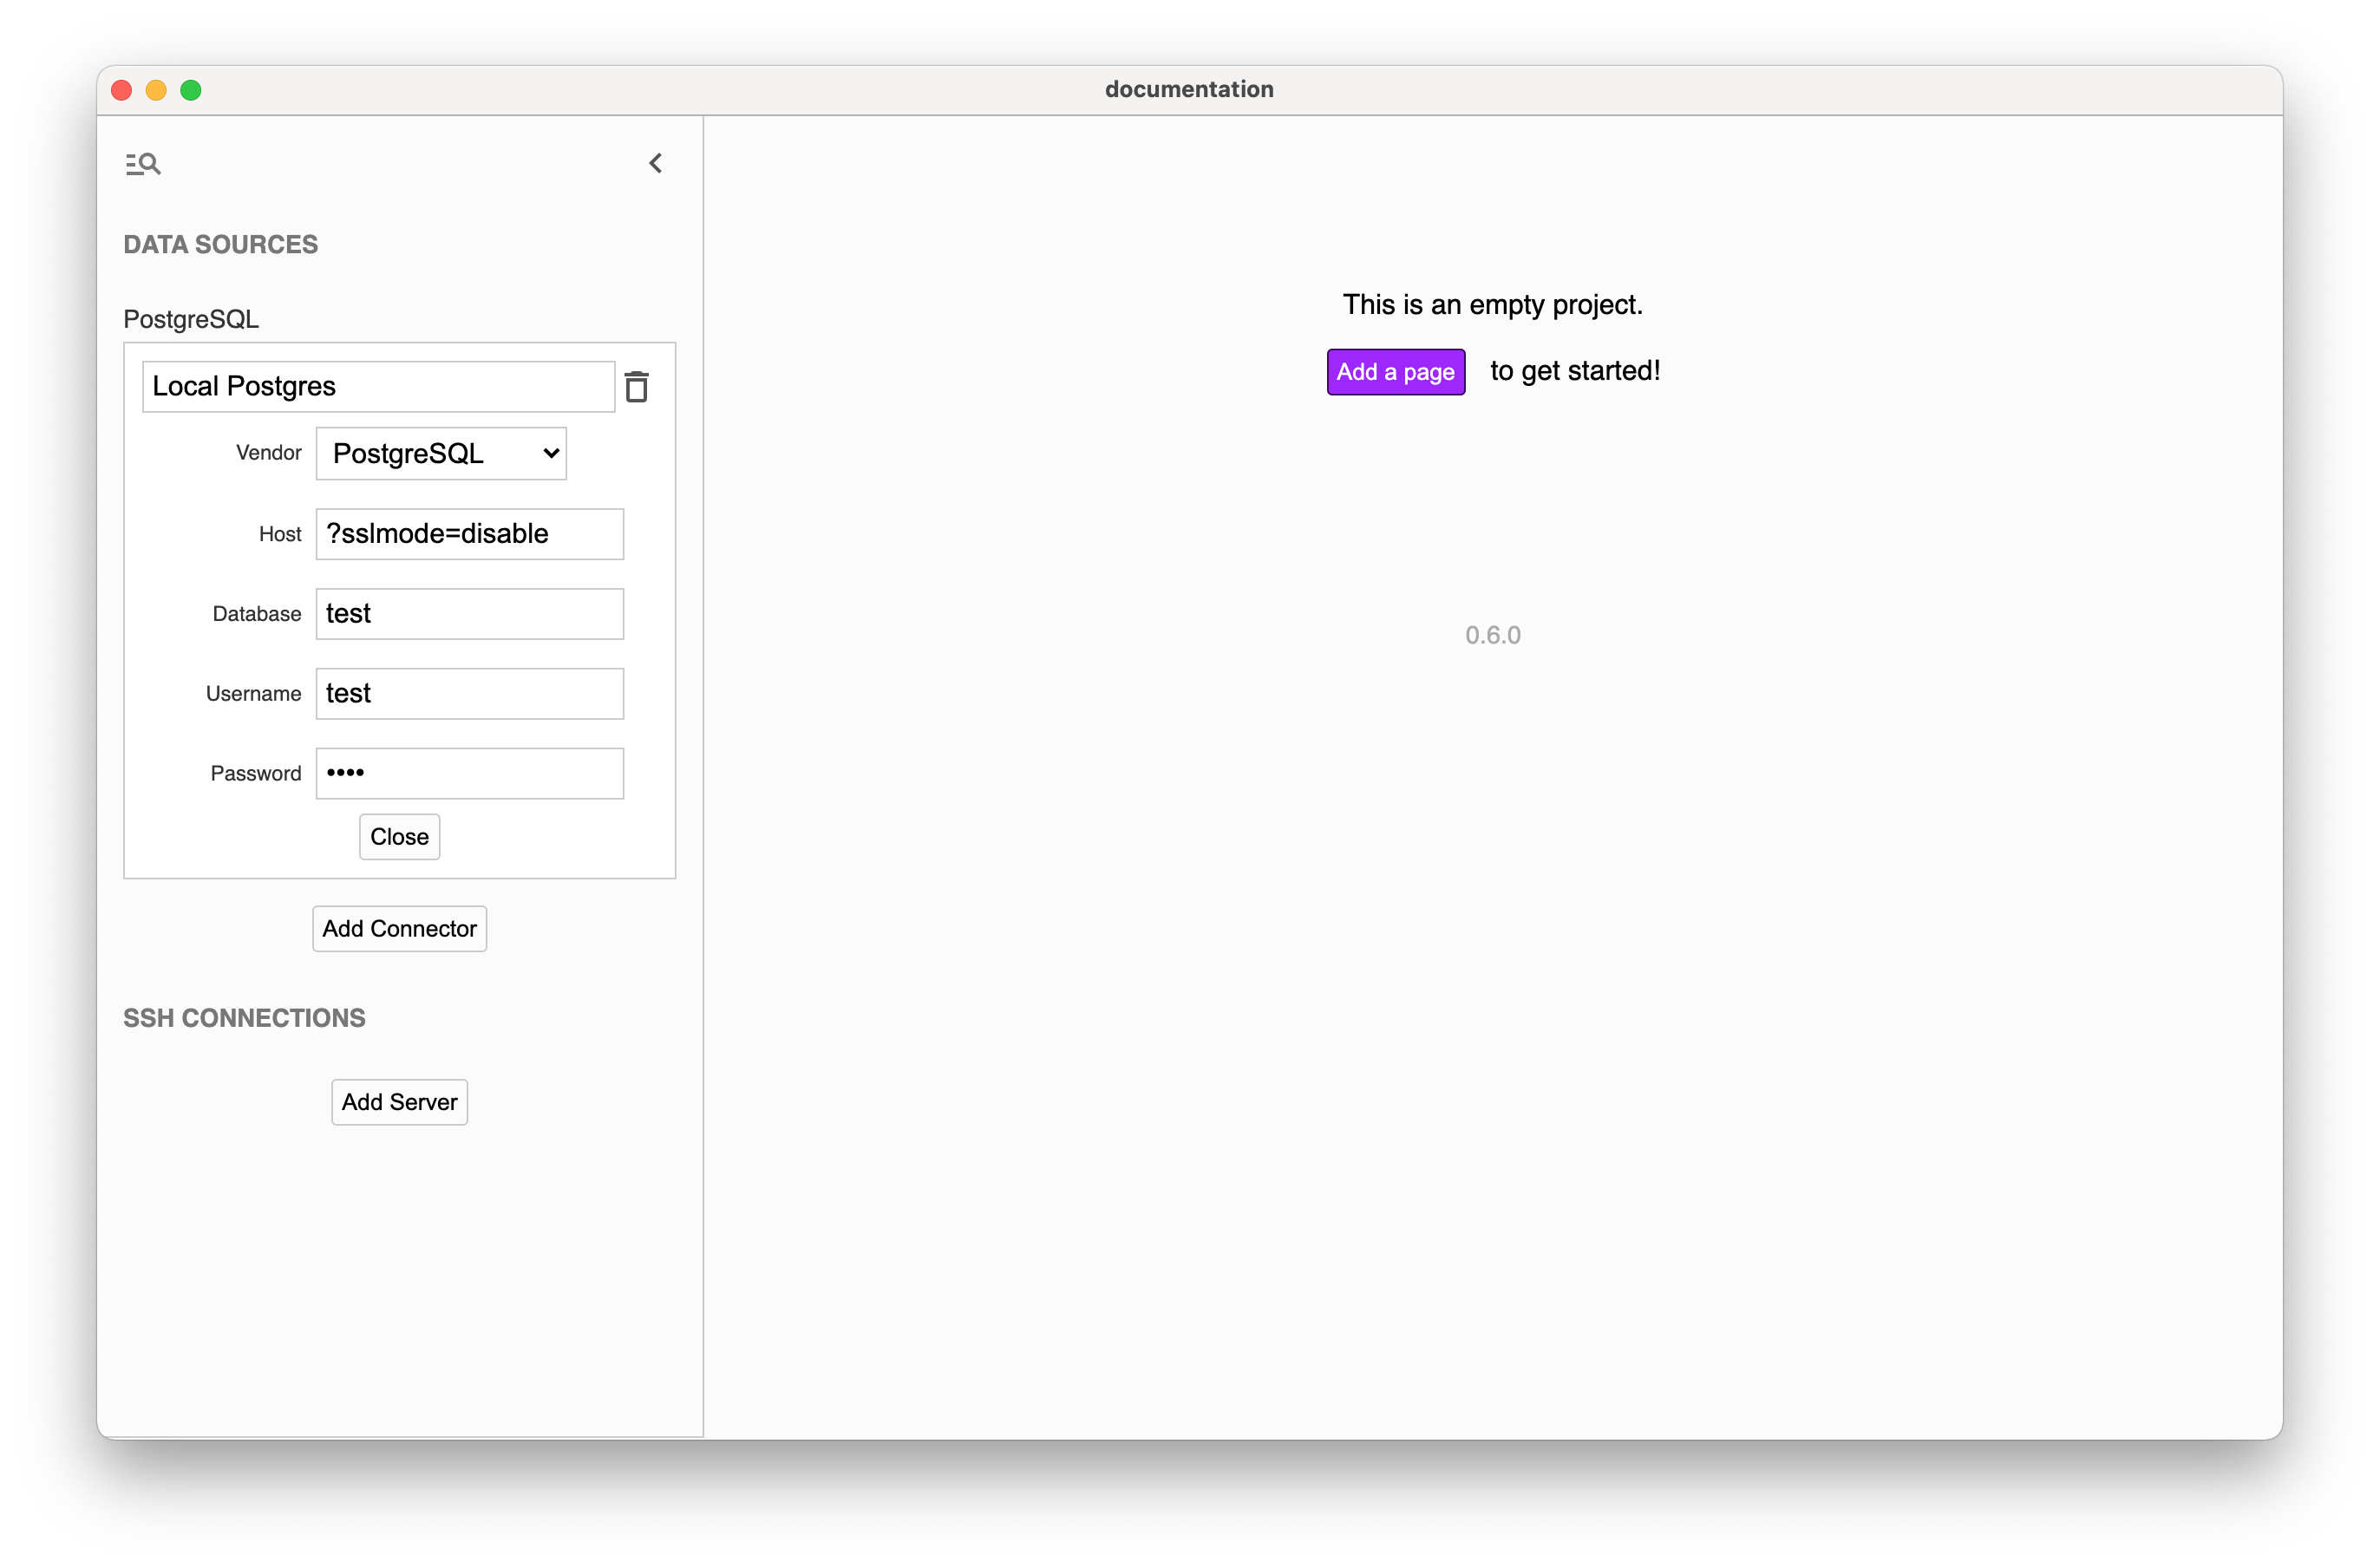 documentation
DATA SOURCES
PostgreSQL
Local Postgres
Vendor PostgreSQL
Host ?sslmode=disable
Database test
Username test
Password ••••
Close
Add Connector
SSH CONNECTIONS
Add Server
This is an empty project.
Add a page to get started!
0.6.0